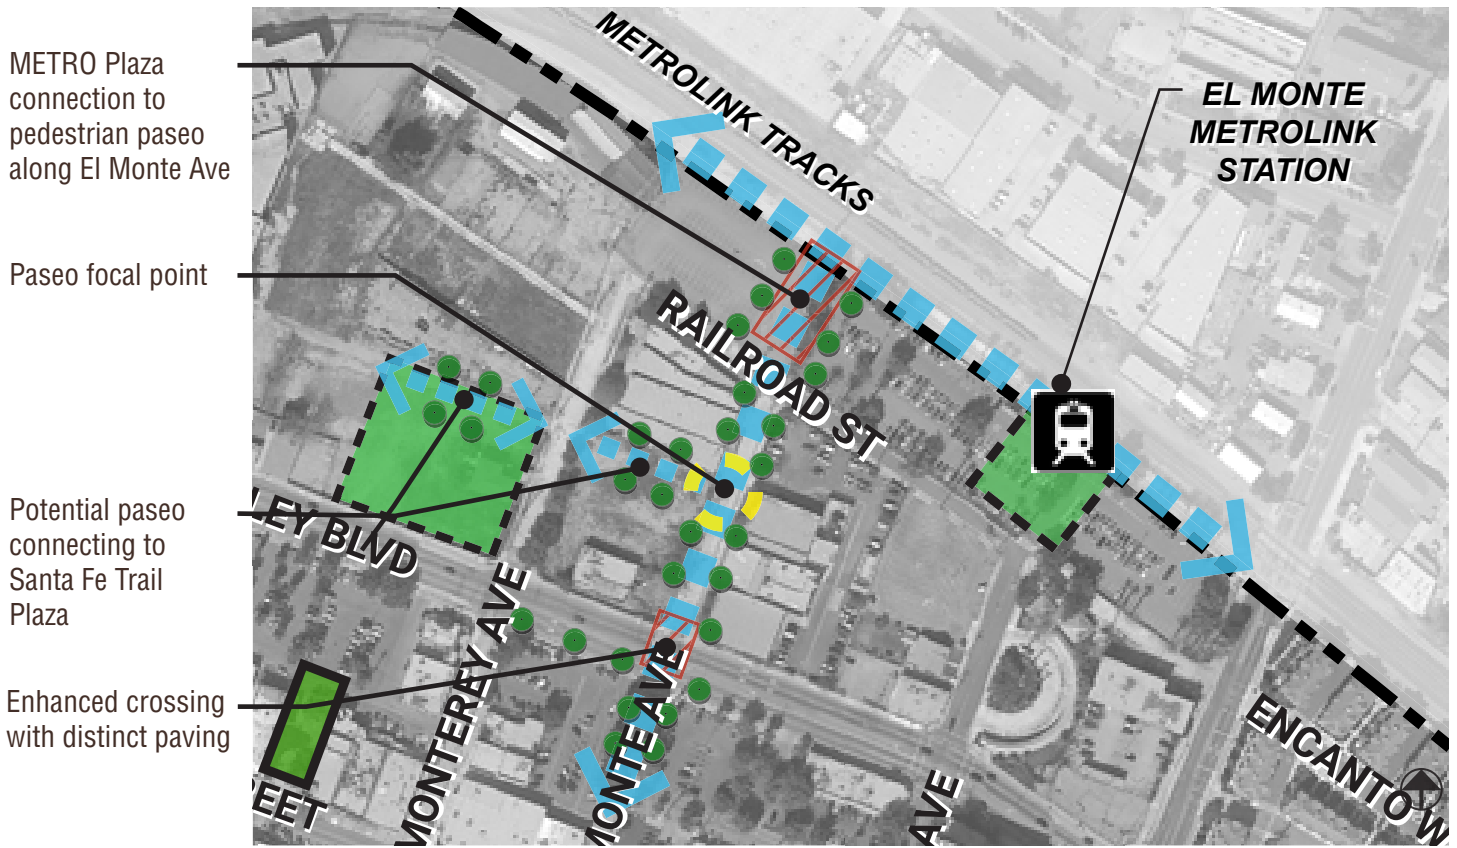 METRO Plaza
connection to
pedestrian paseo
along El Monte Ave
Paseo focal point
Potential paseo
connecting to
Santa Fe Trail
Plaza
Enhanced crossing
with distinct paving
METROLINK TRACKS
EL MONTE
METROLINK
STATION
RAILROAD ST
LEY BLVD
MONTEREY AVE
MONTE AVE
REET
AVE
ENCANTO W